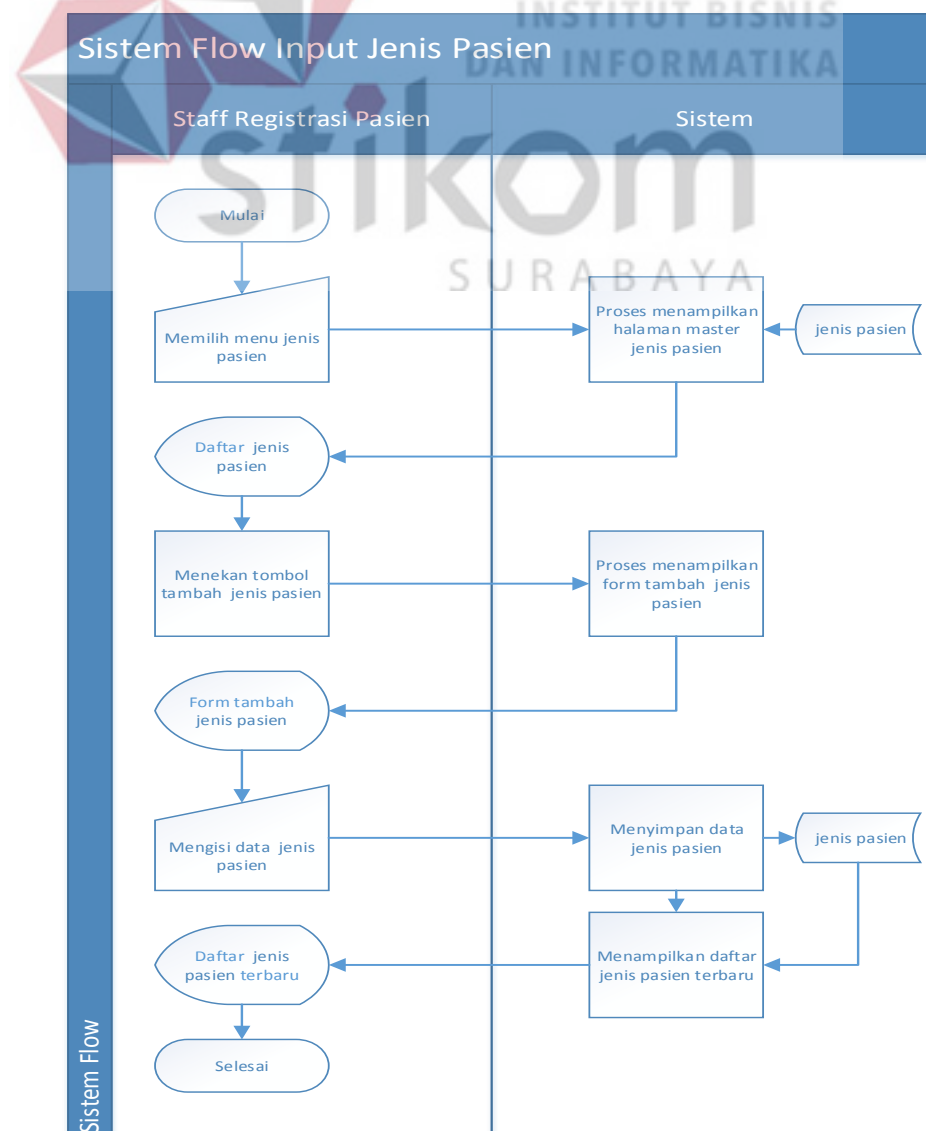 INSTITUT BISNIS
DAN INFORMATIKA
stikom
SURABAYA
Sistem Flow Input Jenis Pasien
Staff Registrasi Pasien
Sistem
Mulai
Memilih menu jenis
pasien
Proses menampilkan
halaman master
jenis pasien
jenis pasien
Daftar jenis
pasien
Menekan tombol
tambah jenis pasien
Proses menampilkan
form tambah jenis
pasien
Form tambah
jenis pasien
Mengisi data jenis
pasien
Menyimpan data
jenis pasien
jenis pasien
Daftar jenis
pasien terbaru
Menampilkan daftar
jenis pasien terbaru
Selesai
Sistem Flow